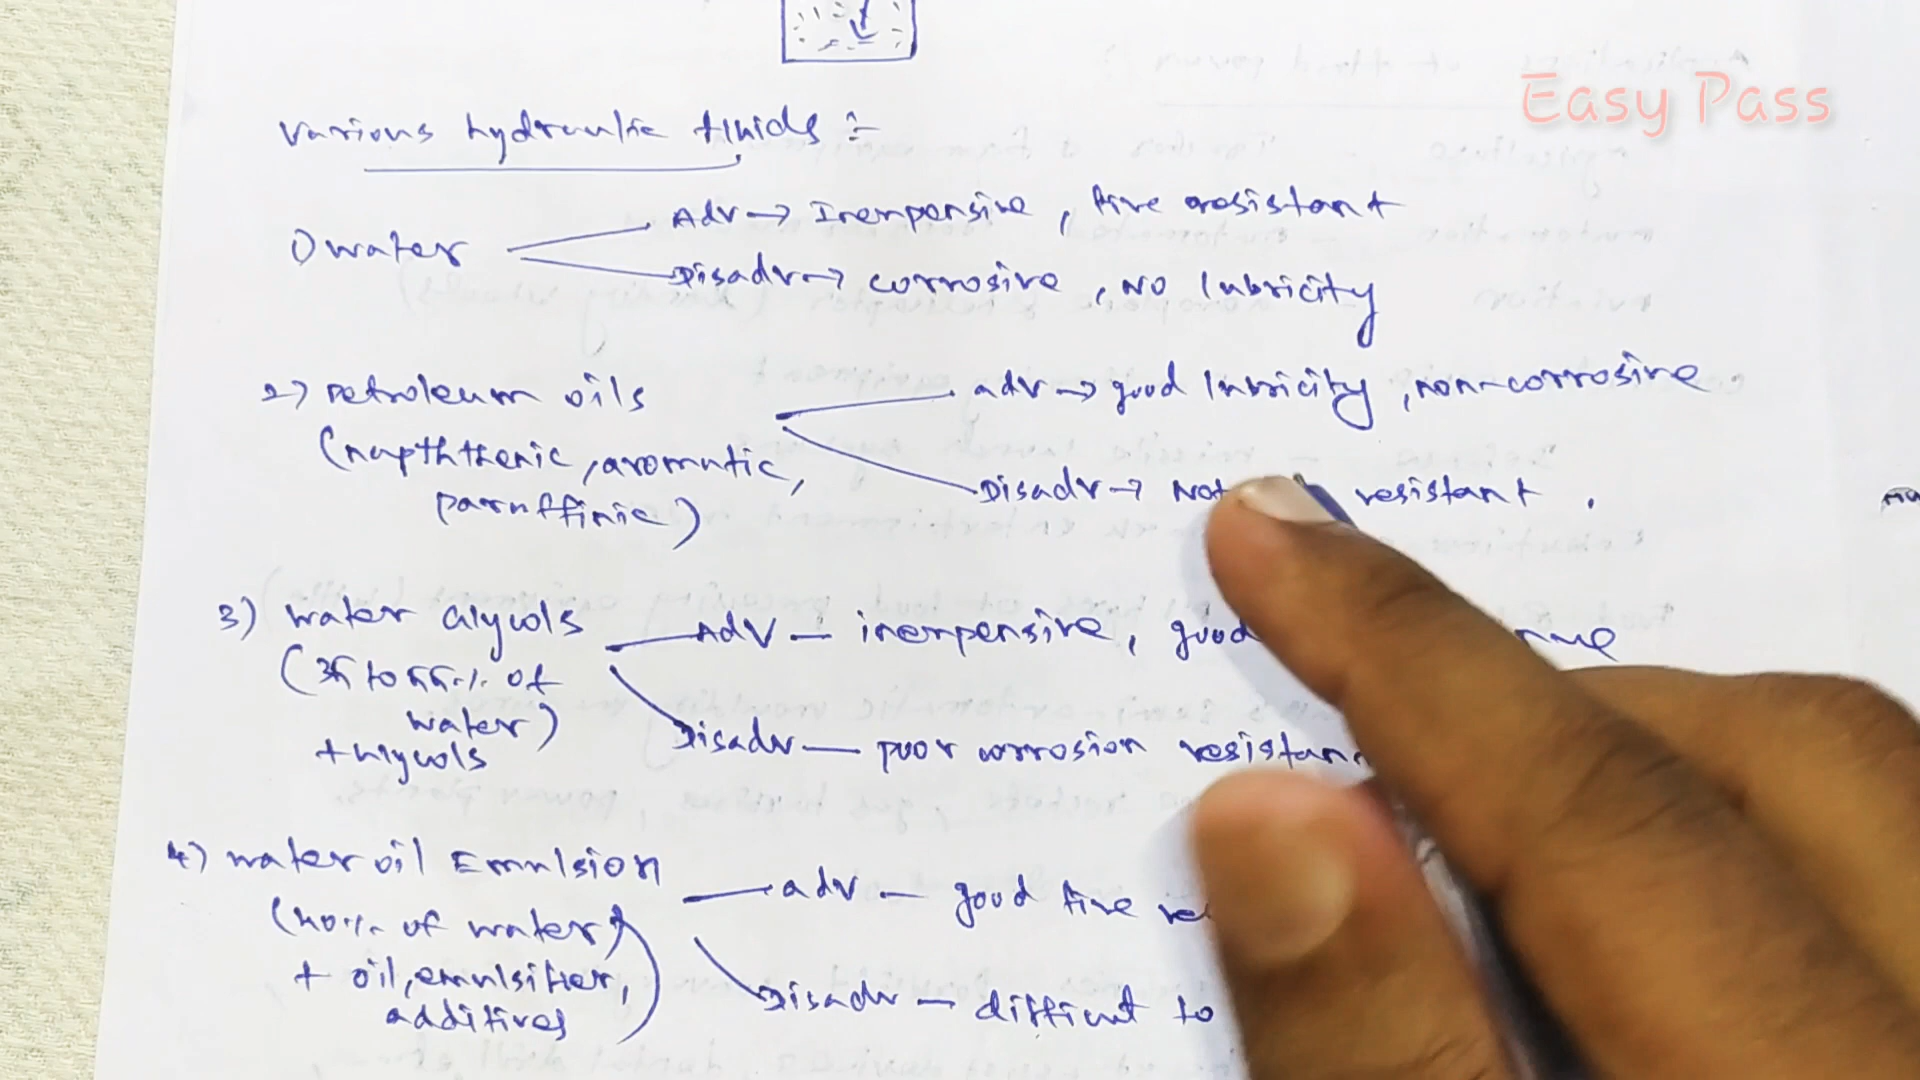 Easy Pass
various hydraulic fluids :-
1) water
Adv → Inexpensive, fire resistant
Disadv → corrosive, NO lubricity
2) Petroleum oils
(napththenic, aromatic,
paraffinic)
adv → good lubricity, non-corrosive
Disadv → Not resistant.
3) water Glycols
(35 to 55% of
water)
+ Glycols
Adv — inexpensive, good
Disadv — poor corrosion
4) water oil Emulsion
(40% of water
+ oil, emulsifier,
additives)
adv — good fire
Disadv — difficut to